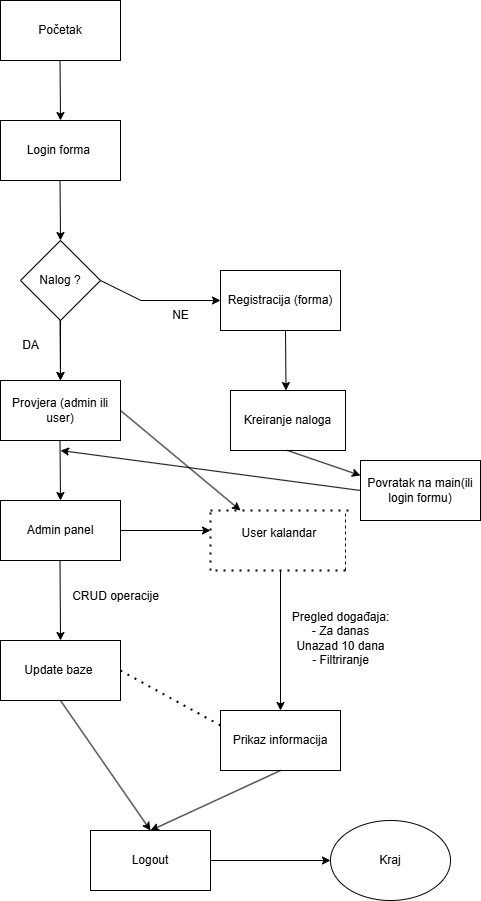 Početak
Login forma
Nalog ?
NE
Registracija (forma)
DA
Provjera (admin ili
user)
Kreiranje naloga
Povratak na main(ili
login formu)
Admin panel
User kalandar
CRUD operacije
Pregled događaja:
- Za danas
Unazad 10 dana
- Filtriranje
Update baze
Prikaz informacija
Logout
Kraj